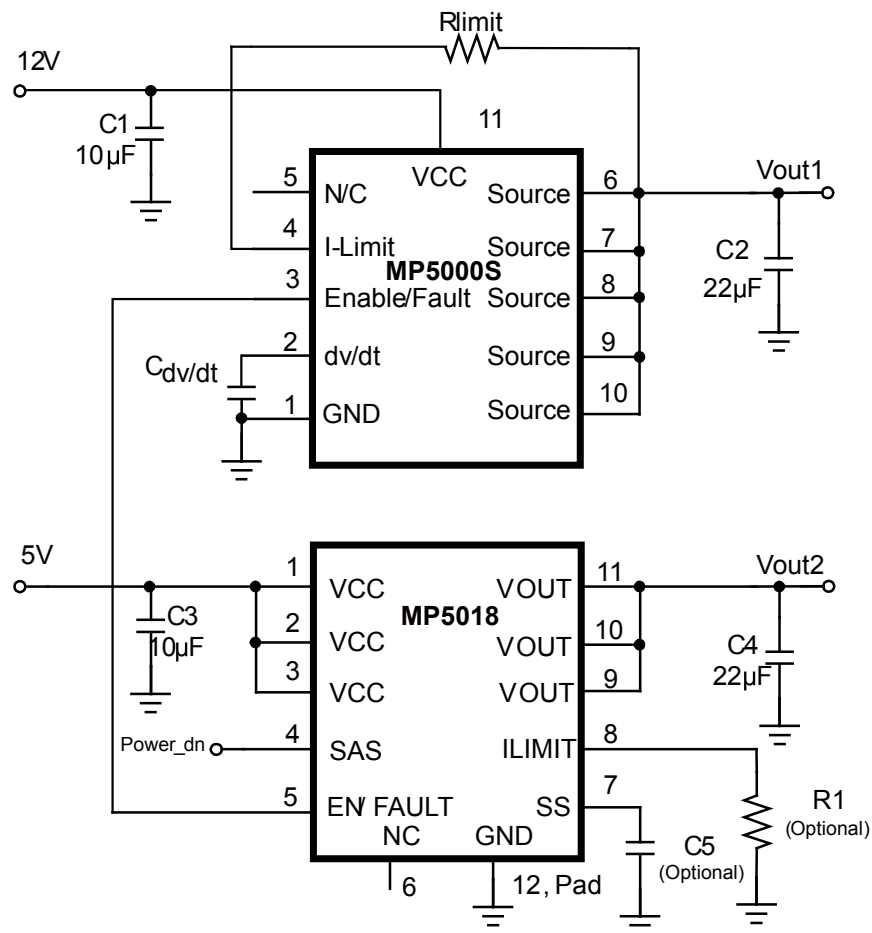 Rlimit
12V
C1
10µF
11
VCC
5
N/C
Source
6
Vout1
4
I-Limit
Source
7
MP5000S
C2
22µF
3
Enable/Fault
Source
8
2
dv/dt
Source
9
Cdv/dt
1
GND
Source
10
5V
1
VCC
VOUT
11
Vout2
MP5018
C3
10µF
2
VCC
VOUT
10
C4
22µF
3
VCC
VOUT
9
Power_dn
4
SAS
ILIMIT
8
5
EN/ FAULT
SS
7
R1
(Optional)
NC
GND
C5
(Optional)
6
12, Pad